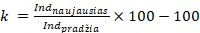 k = Ind_naujausias / Ind_pradžia × 100 − 100